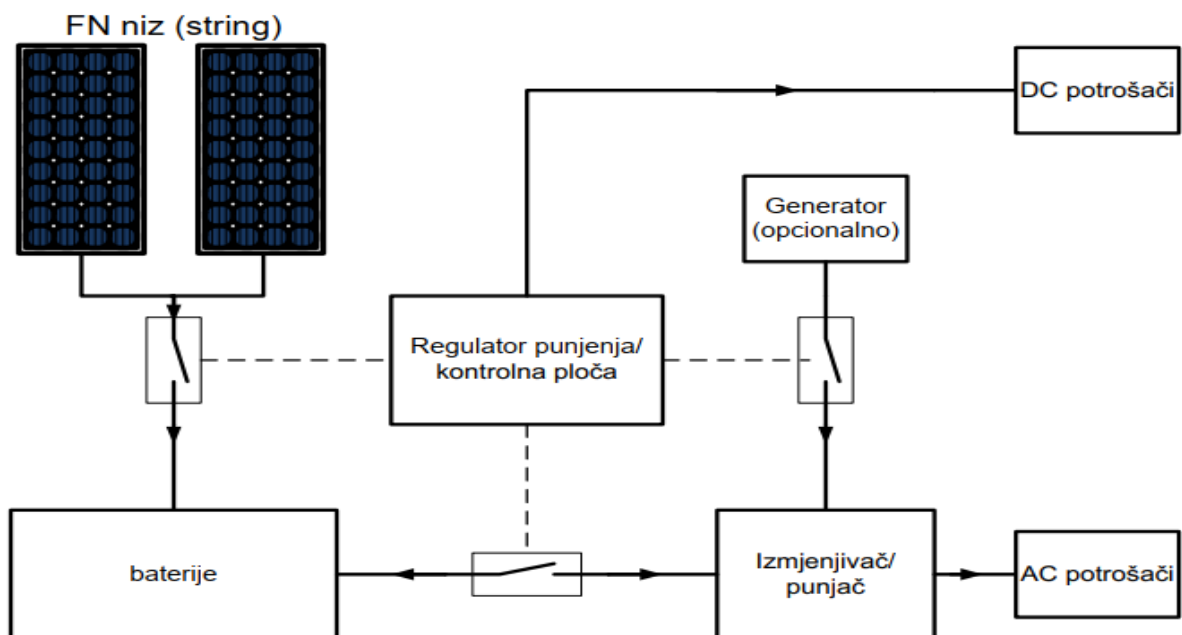 FN niz (string)
DC potrošači
Generator
(opcionalno)
Regulator punjenja/
kontrolna ploča
baterije
Izmjenjivač/
punjač
AC potrošači